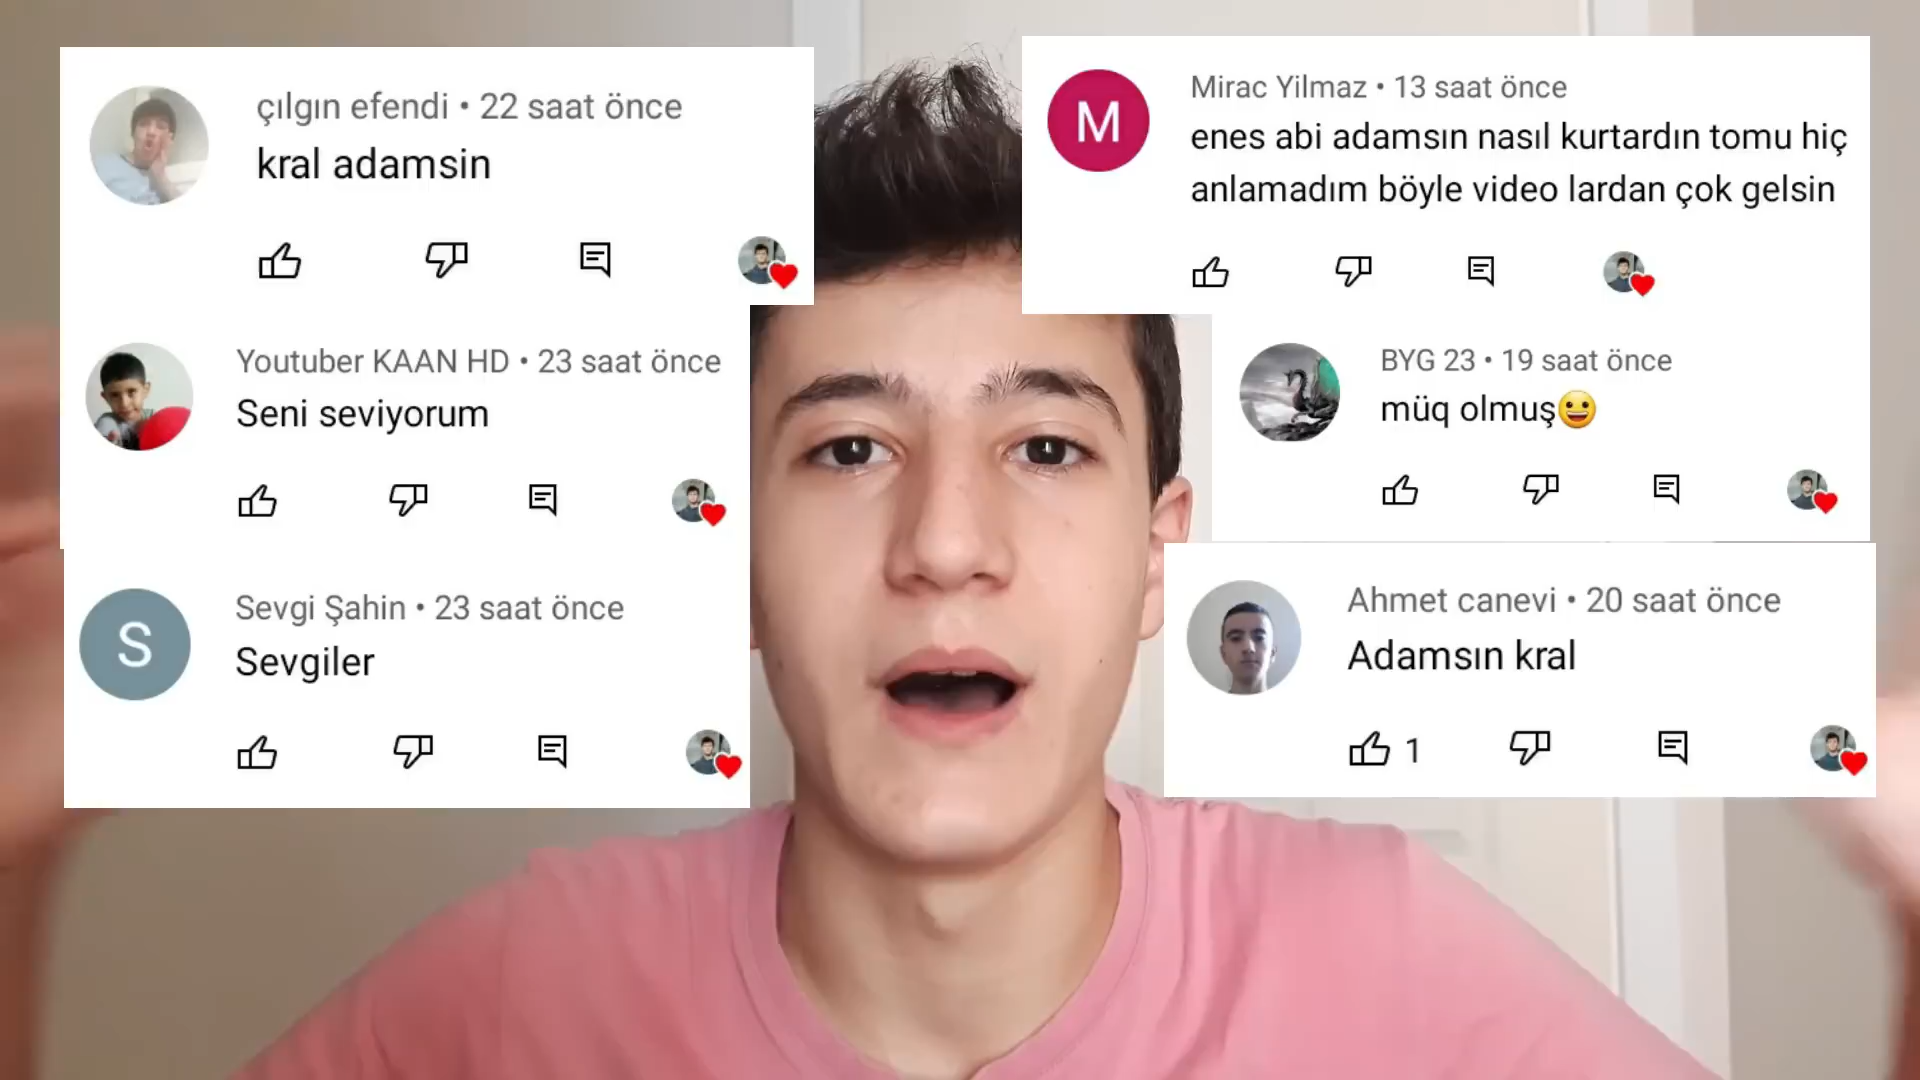 çılgın efendi • 22 saat önce
kral adamsin
Youtuber KAAN HD • 23 saat önce
Seni seviyorum
S
Sevgi Şahin • 23 saat önce
Sevgiler
M
Mirac Yilmaz • 13 saat önce
enes abi adamsın nasıl kurtardın tomu hiç
anlamadım böyle video lardan çok gelsin
BYG 23 • 19 saat önce
müq olmuş😀
Ahmet canevi • 20 saat önce
Adamsın kral
1